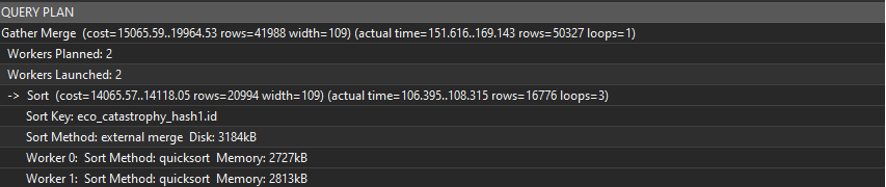 QUERY PLAN
Gather Merge (cost=15065.59..19964.53 rows=41988 width=109) (actual time=151.616..169.143 rows=50327 loops=1)
Workers Planned: 2
Workers Launched: 2
-> Sort (cost=14065.57..14118.05 rows=20994 width=109) (actual time=106.395..108.315 rows=16776 loops=3)
Sort Key: eco_catastrophy_hash1.id
Sort Method: external merge Disk: 3184kB
Worker 0: Sort Method: quicksort Memory: 2727kB
Worker 1: Sort Method: quicksort Memory: 2813kB